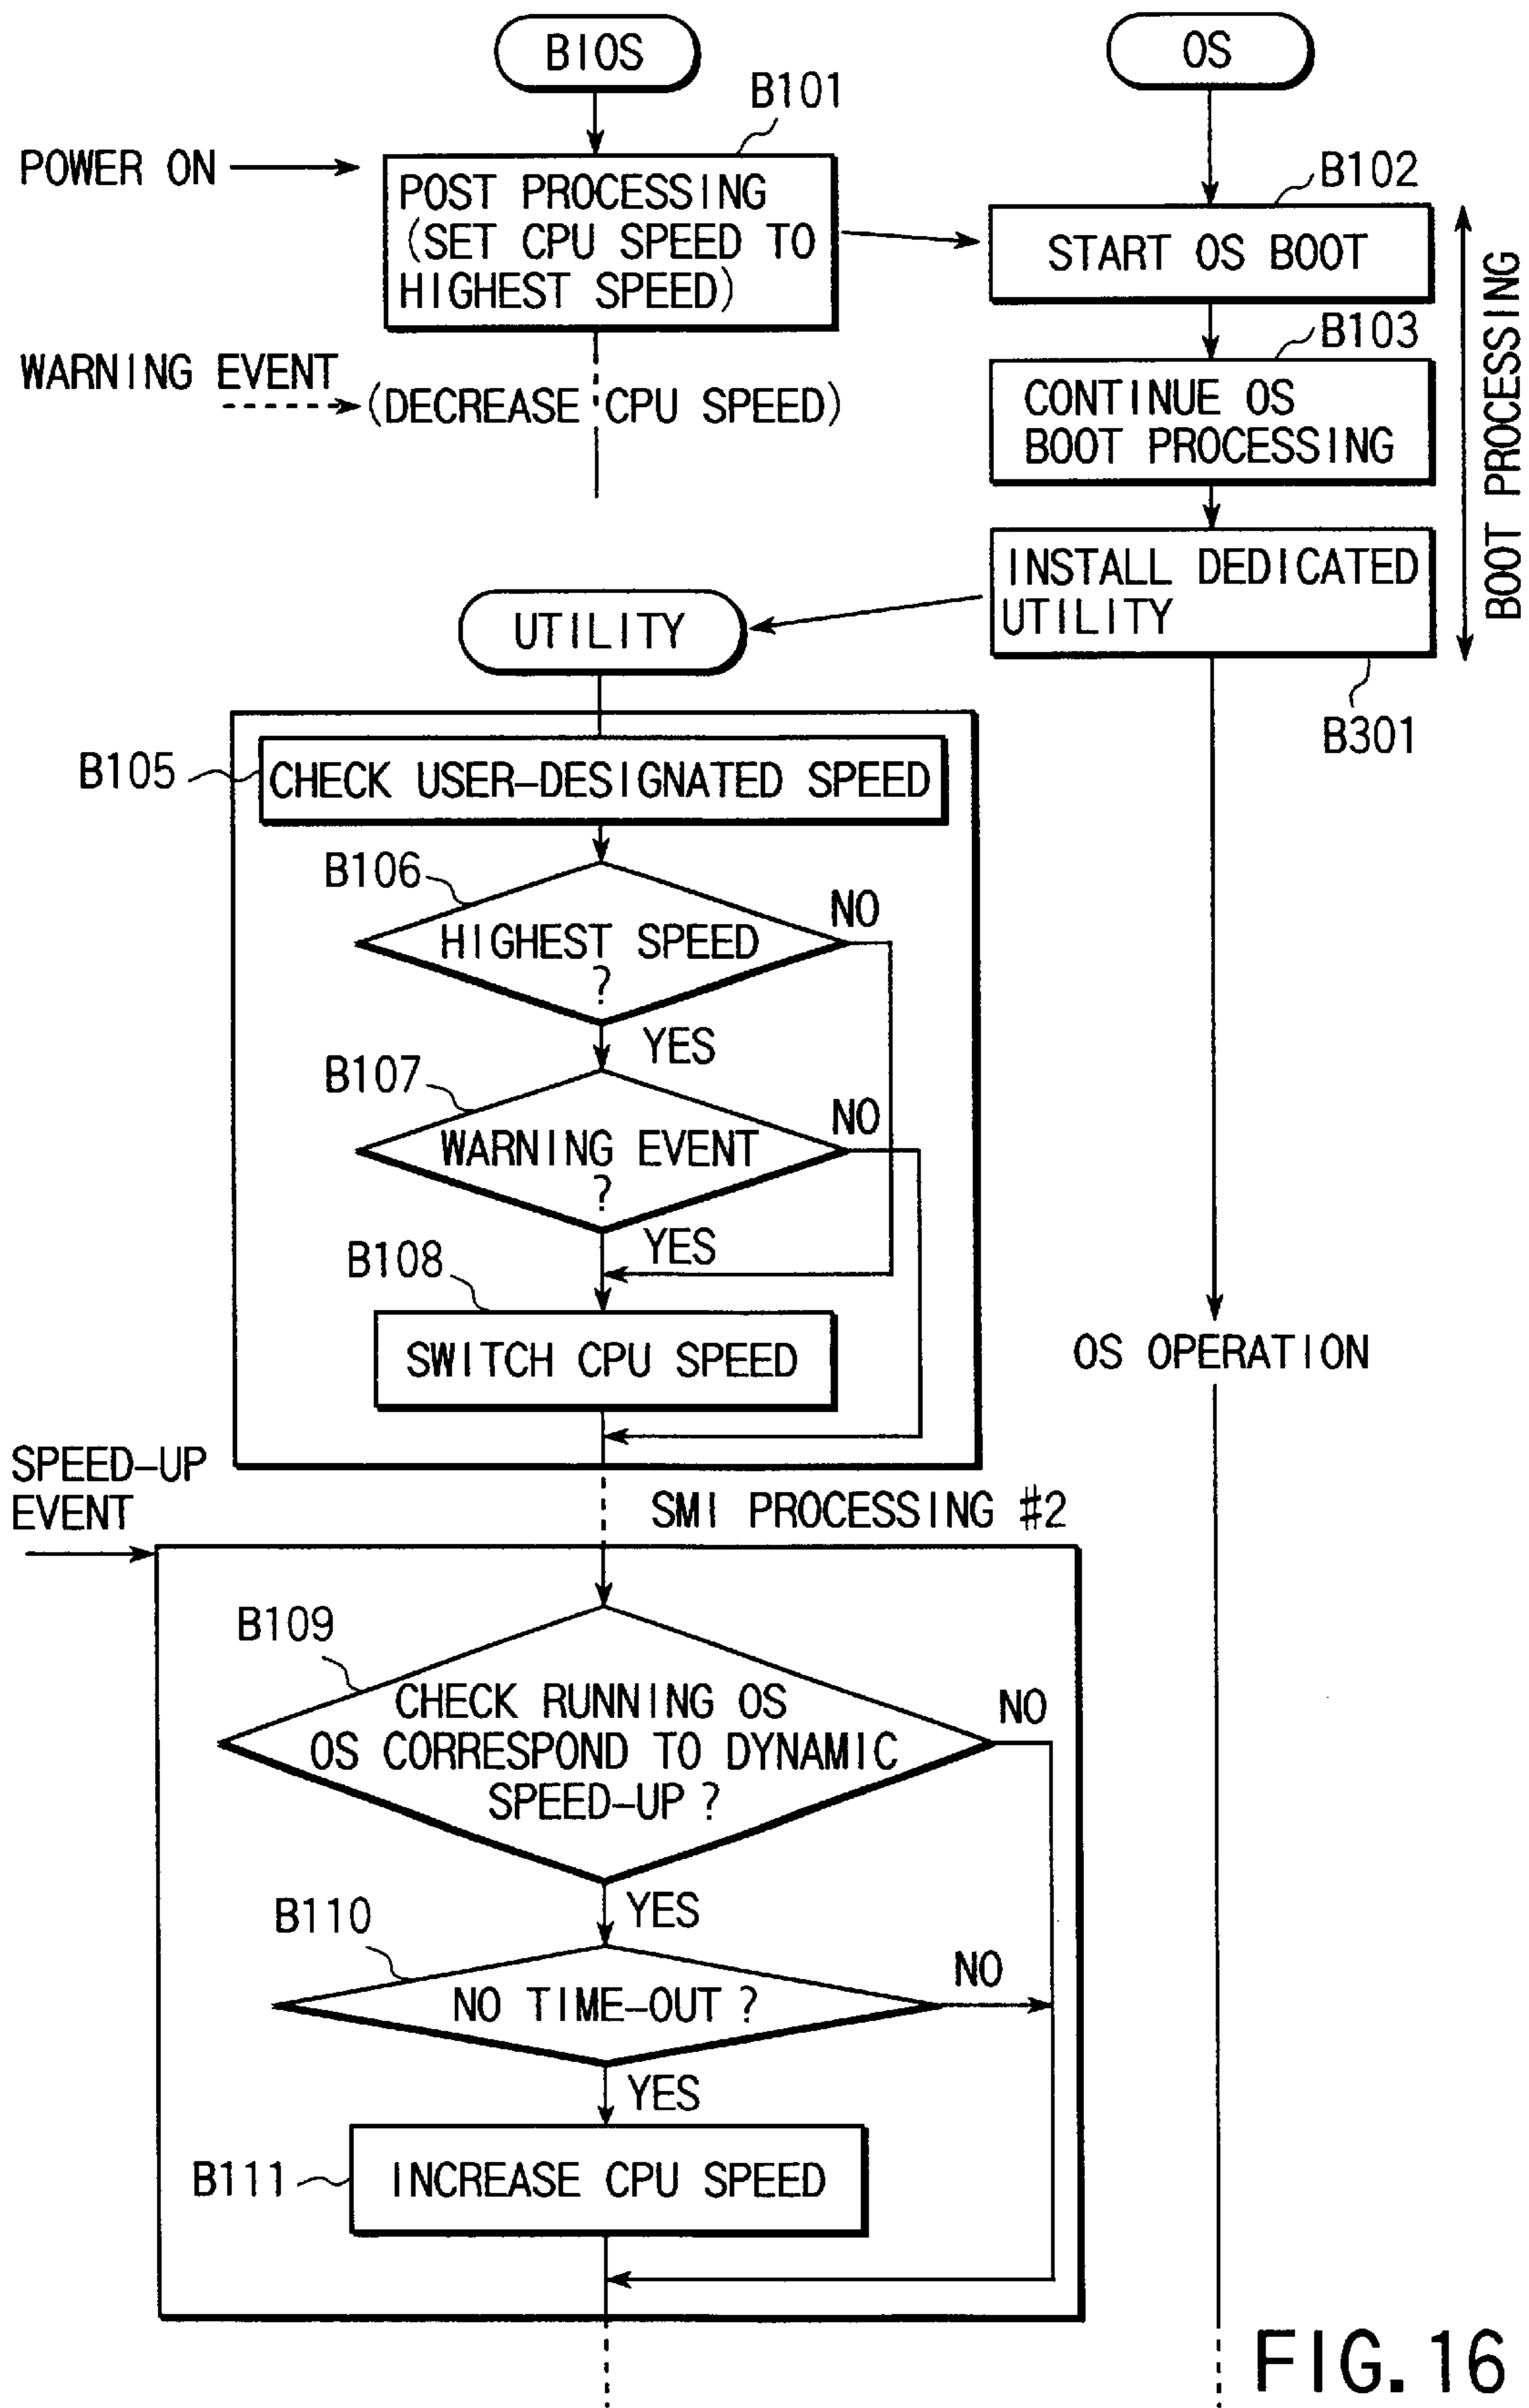 BIOS
OS
B101
POWER ON
POST PROCESSING
(SET CPU SPEED TO
HIGHEST SPEED)
B102
START OS BOOT
B103
WARNING EVENT
(DECREASE CPU SPEED)
CONTINUE OS
BOOT PROCESSING
BOOT PROCESSING
INSTALL DEDICATED
UTILITY
B301
UTILITY
B105
CHECK USER-DESIGNATED SPEED
B106
HIGHEST SPEED
?
NO
YES
B107
WARNING EVENT
?
NO
YES
B108
SWITCH CPU SPEED
OS OPERATION
SPEED-UP
EVENT
SMI PROCESSING #2
B109
CHECK RUNNING OS
OS CORRESPOND TO DYNAMIC
SPEED-UP ?
NO
YES
B110
NO TIME-OUT ?
NO
YES
B111
INCREASE CPU SPEED
FIG. 16